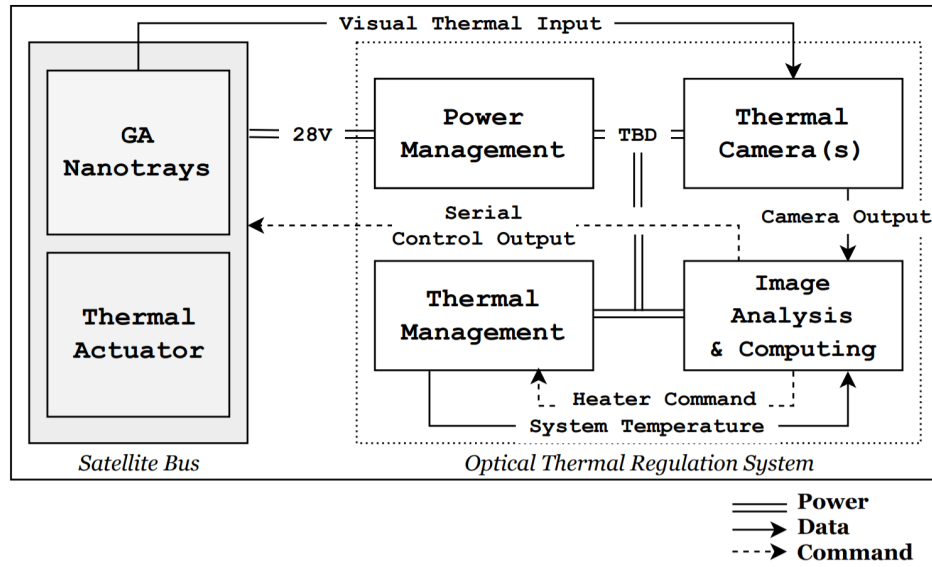 Visual Thermal Input
GA
Nanotrays
28V
Power
Management
TBD
Thermal
Camera(s)
Serial
Control Output
Camera Output
Thermal
Actuator
Thermal
Management
Image
Analysis
& Computing
Heater Command
System Temperature
Satellite Bus
Optical Thermal Regulation System
Power
Data
Command